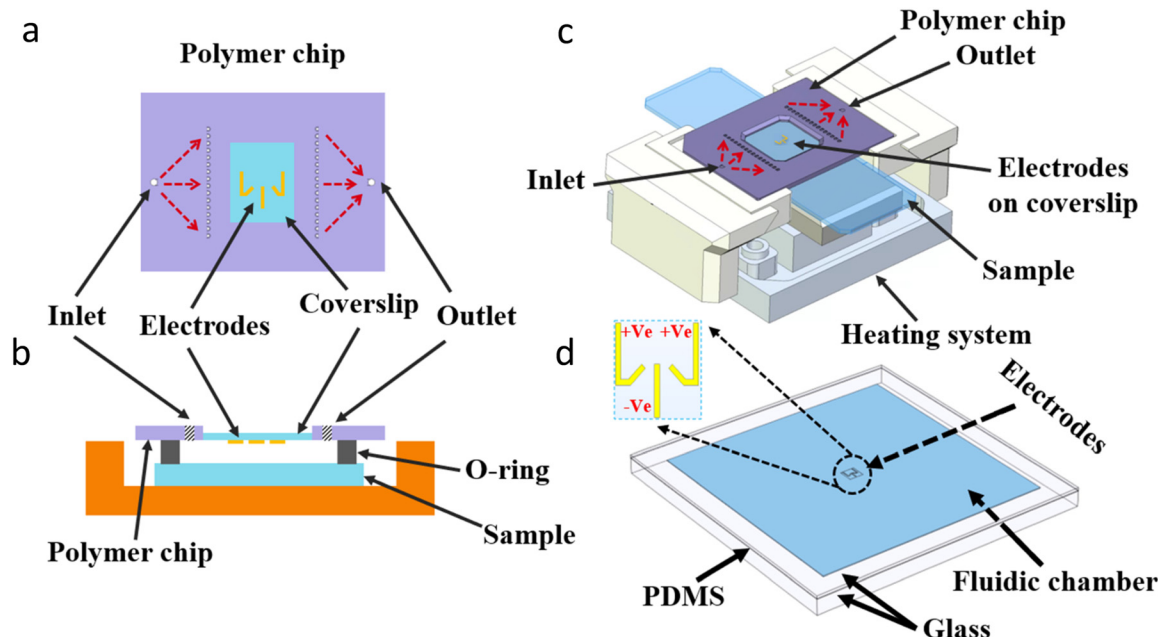 a
Polymer chip
Inlet
Electrodes
Coverslip
Outlet
b
O-ring
Sample
Polymer chip
c
Polymer chip
Outlet
Inlet
Electrodes
on coverslip
Sample
Heating system
d
+Ve +Ve
-Ve
Electrodes
PDMS
Fluidic chamber
Glass